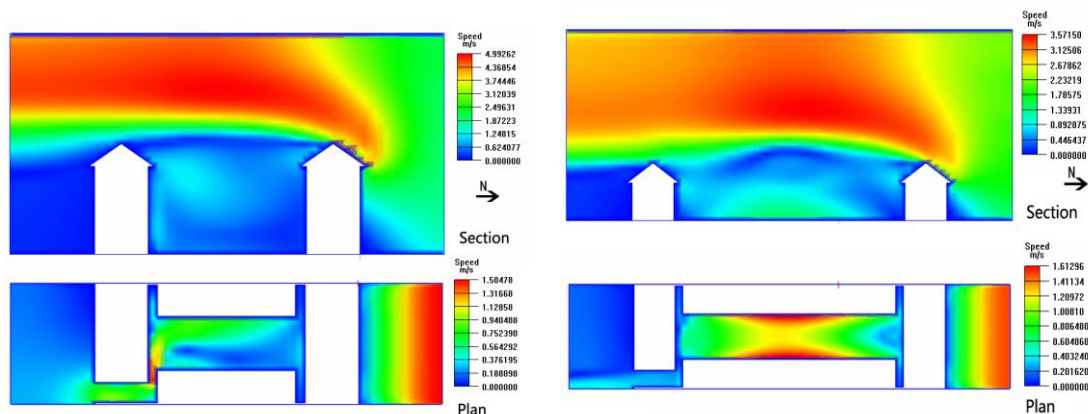 Speed
m/s
4.99262
4.36854
3.74446
3.12039
2.49631
1.87223
1.24815
0.624077
0.000000
N
Section
Speed
m/s
3.57150
3.12506
2.67862
2.23219
1.78575
1.33931
0.892875
0.446437
0.000000
N
Section
Speed
m/s
1.50478
1.31668
1.12858
0.940488
0.752390
0.564292
0.376195
0.188098
0.000000
Plan
Speed
m/s
1.61296
1.41134
1.20972
1.00810
0.806480
0.604860
0.403240
0.201620
0.000000
Plan